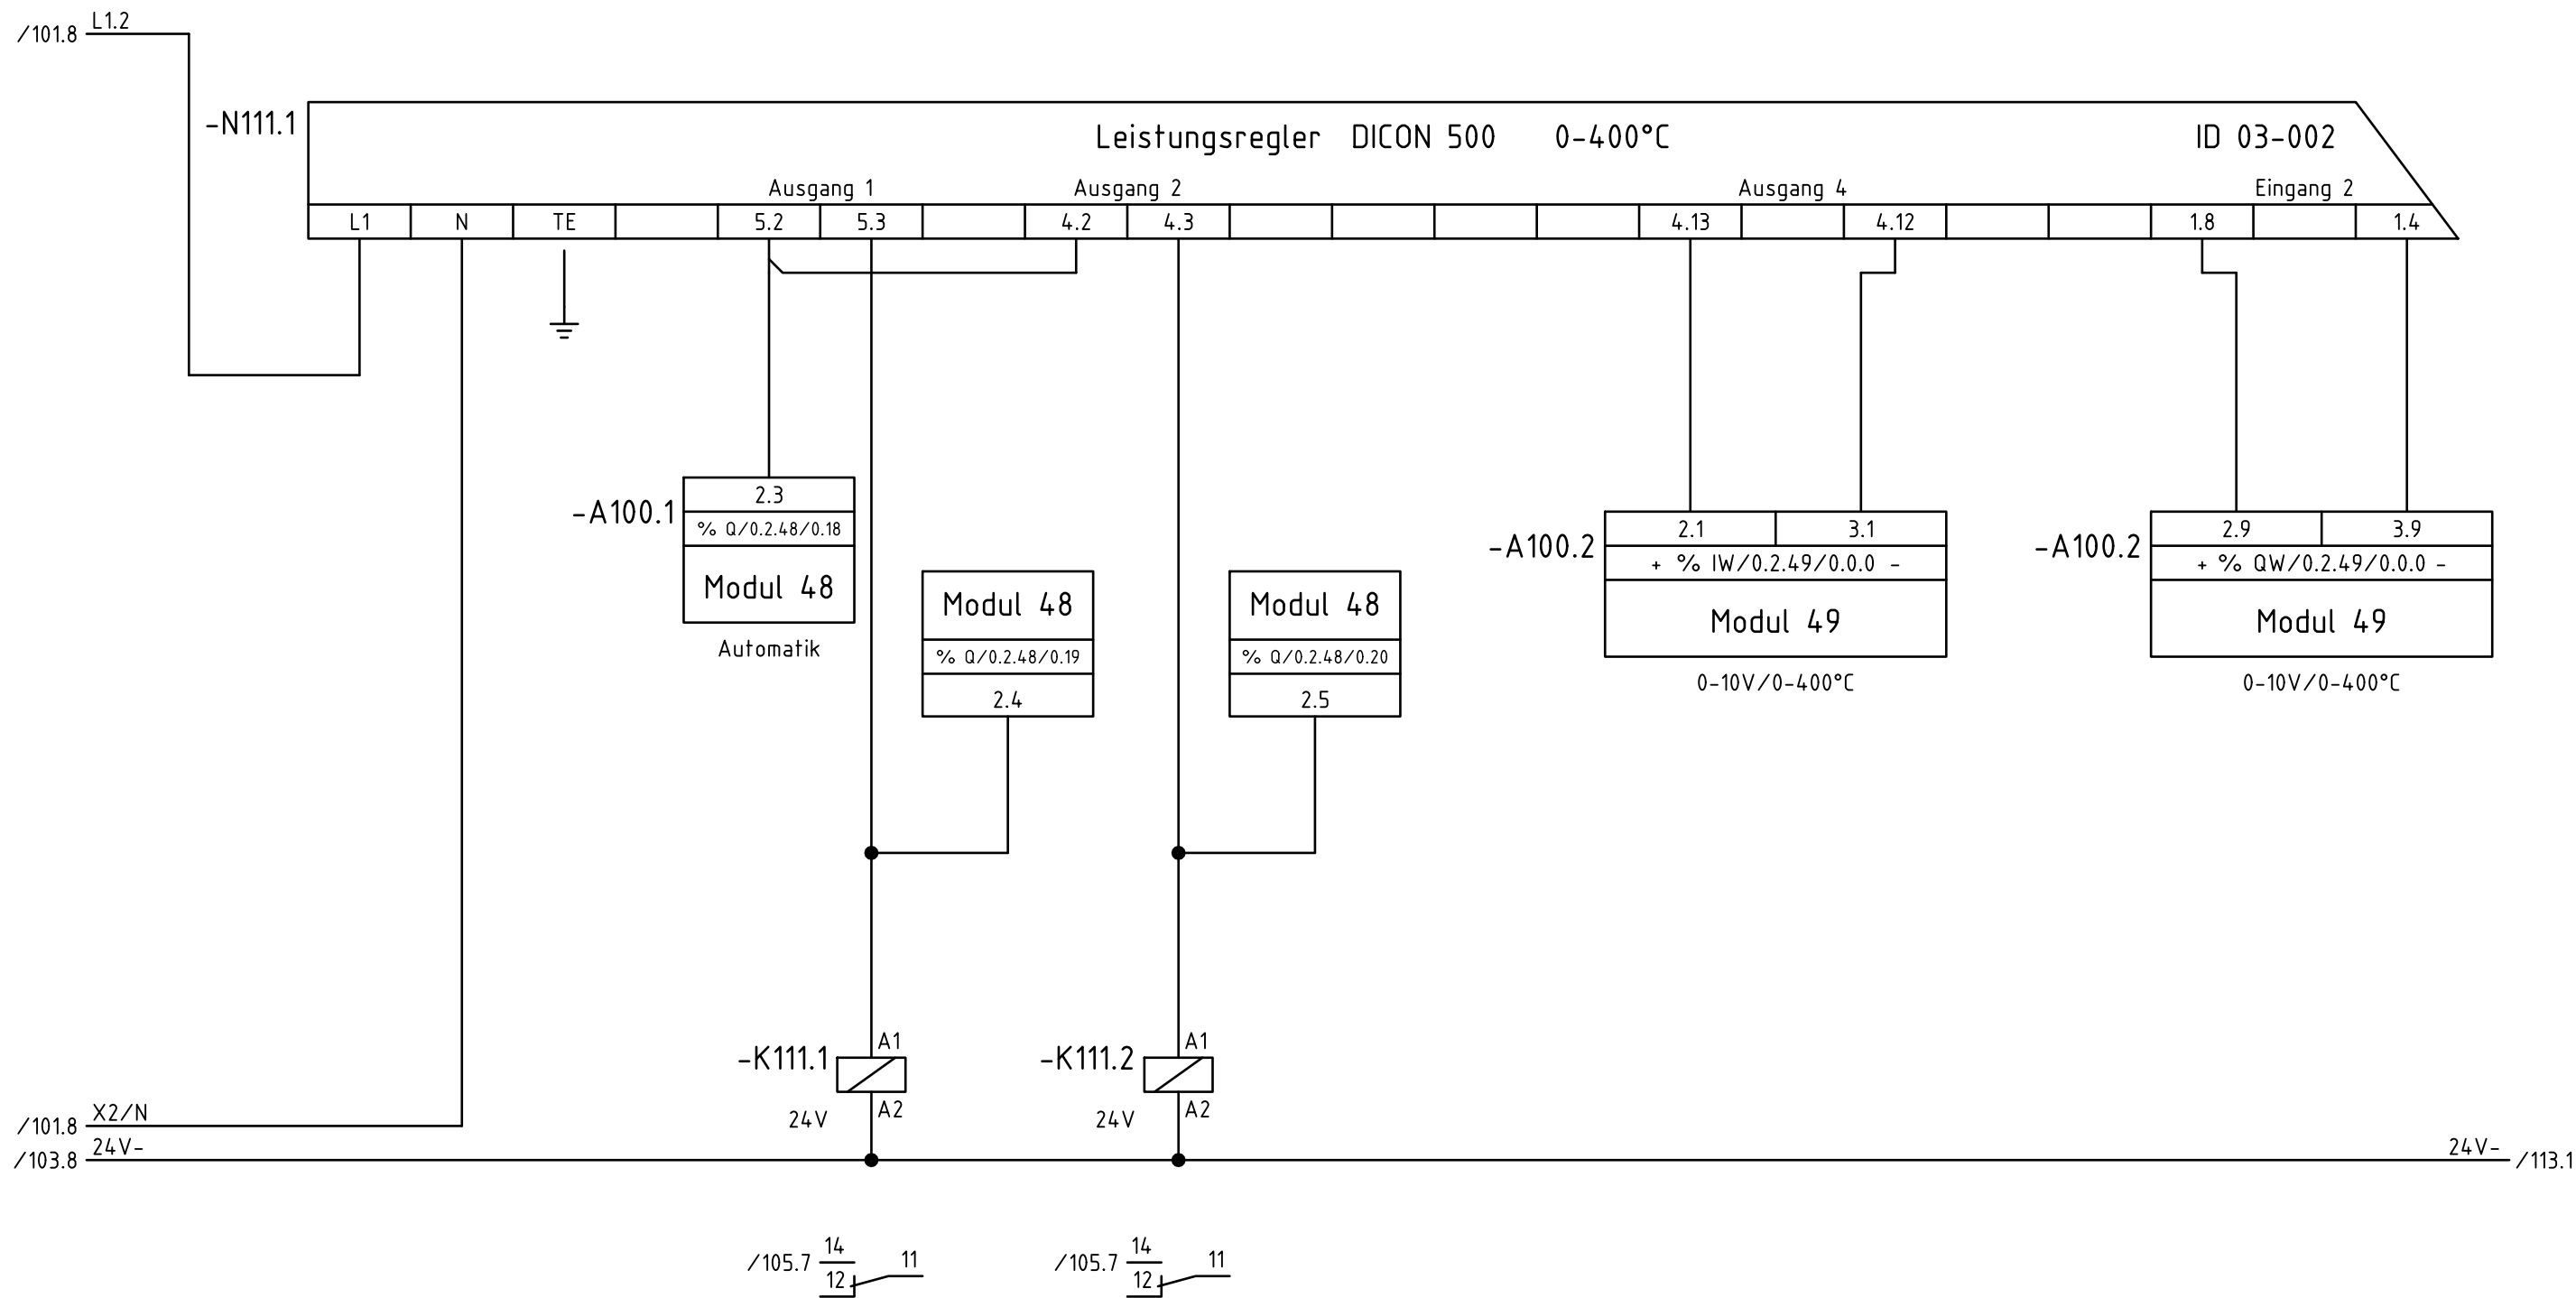 L1.2
/101.8
-N111.1
Leistungsregler DICON 500 0-400°C ID 03-002
Ausgang 1 Ausgang 2 Ausgang 4 Eingang 2
L1 N TE 5.2 5.3 4.2 4.3 4.13 4.12 1.8 1.4
-A100.1
2.3
% Q/0.2.48/0.18
Modul 48
Automatik
Modul 48
% Q/0.2.48/0.19
2.4
Modul 48
% Q/0.2.48/0.20
2.5
-A100.2
2.1 3.1
+ % IW/0.2.49/0.0.0 -
Modul 49
0-10V/0-400°C
-A100.2
2.9 3.9
+ % QW/0.2.49/0.0.0 -
Modul 49
0-10V/0-400°C
-K111.1
A1
A2
24V
-K111.2
A1
A2
24V
X2/N
/101.8
24V-
/103.8
24V-
/113.1
/105.7
14
11
12
/105.7
14
11
12